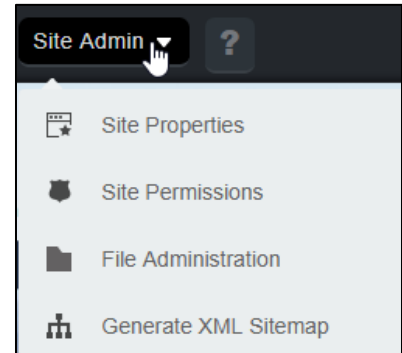 Site Admin ?
Site Properties
Site Permissions
File Administration
Generate XML Sitemap